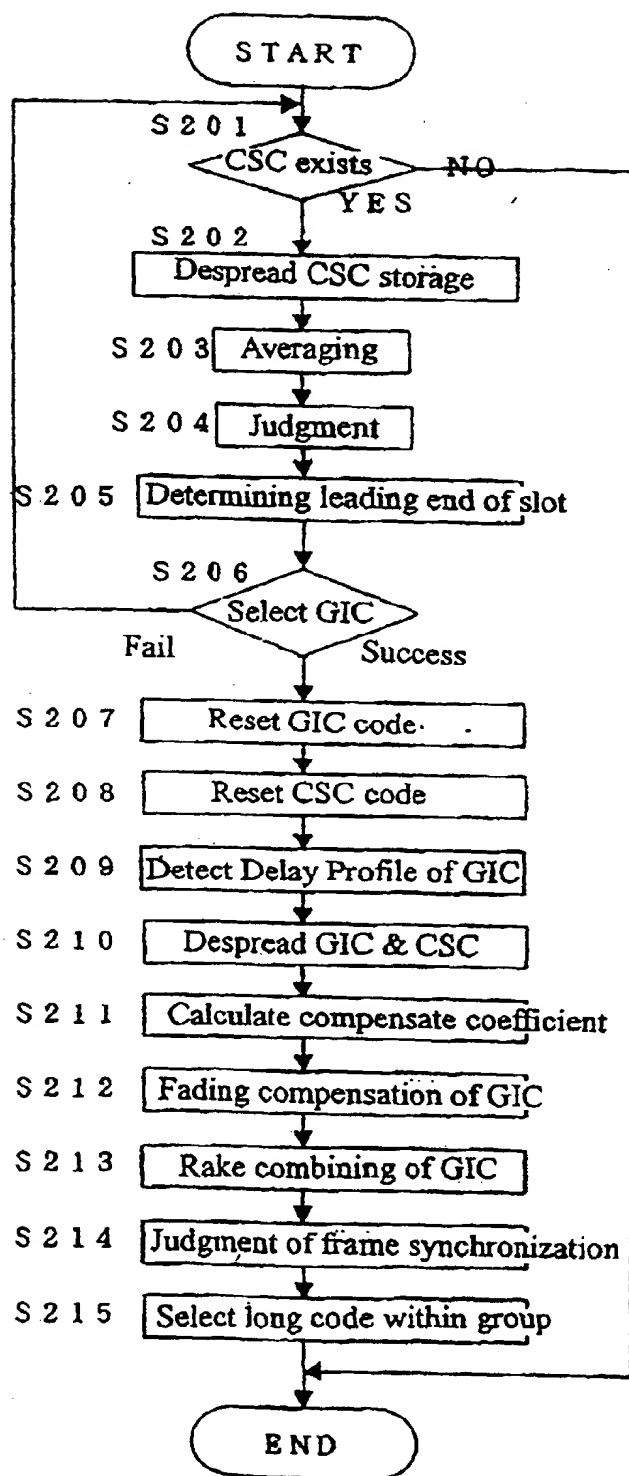 START
S201
CSC exists
NO
YES
S202
Despread CSC storage
S203
Averaging
S204
Judgment
S205
Determining leading end of slot
S206
Select GIC
Fail
Success
S207
Reset GIC code
S208
Reset CSC code
S209
Detect Delay Profile of GIC
S210
Despread GIC & CSC
S211
Calculate compensate coefficient
S212
Fading compensation of GIC
S213
Rake combining of GIC
S214
Judgment of frame synchronization
S215
Select long code within group
END